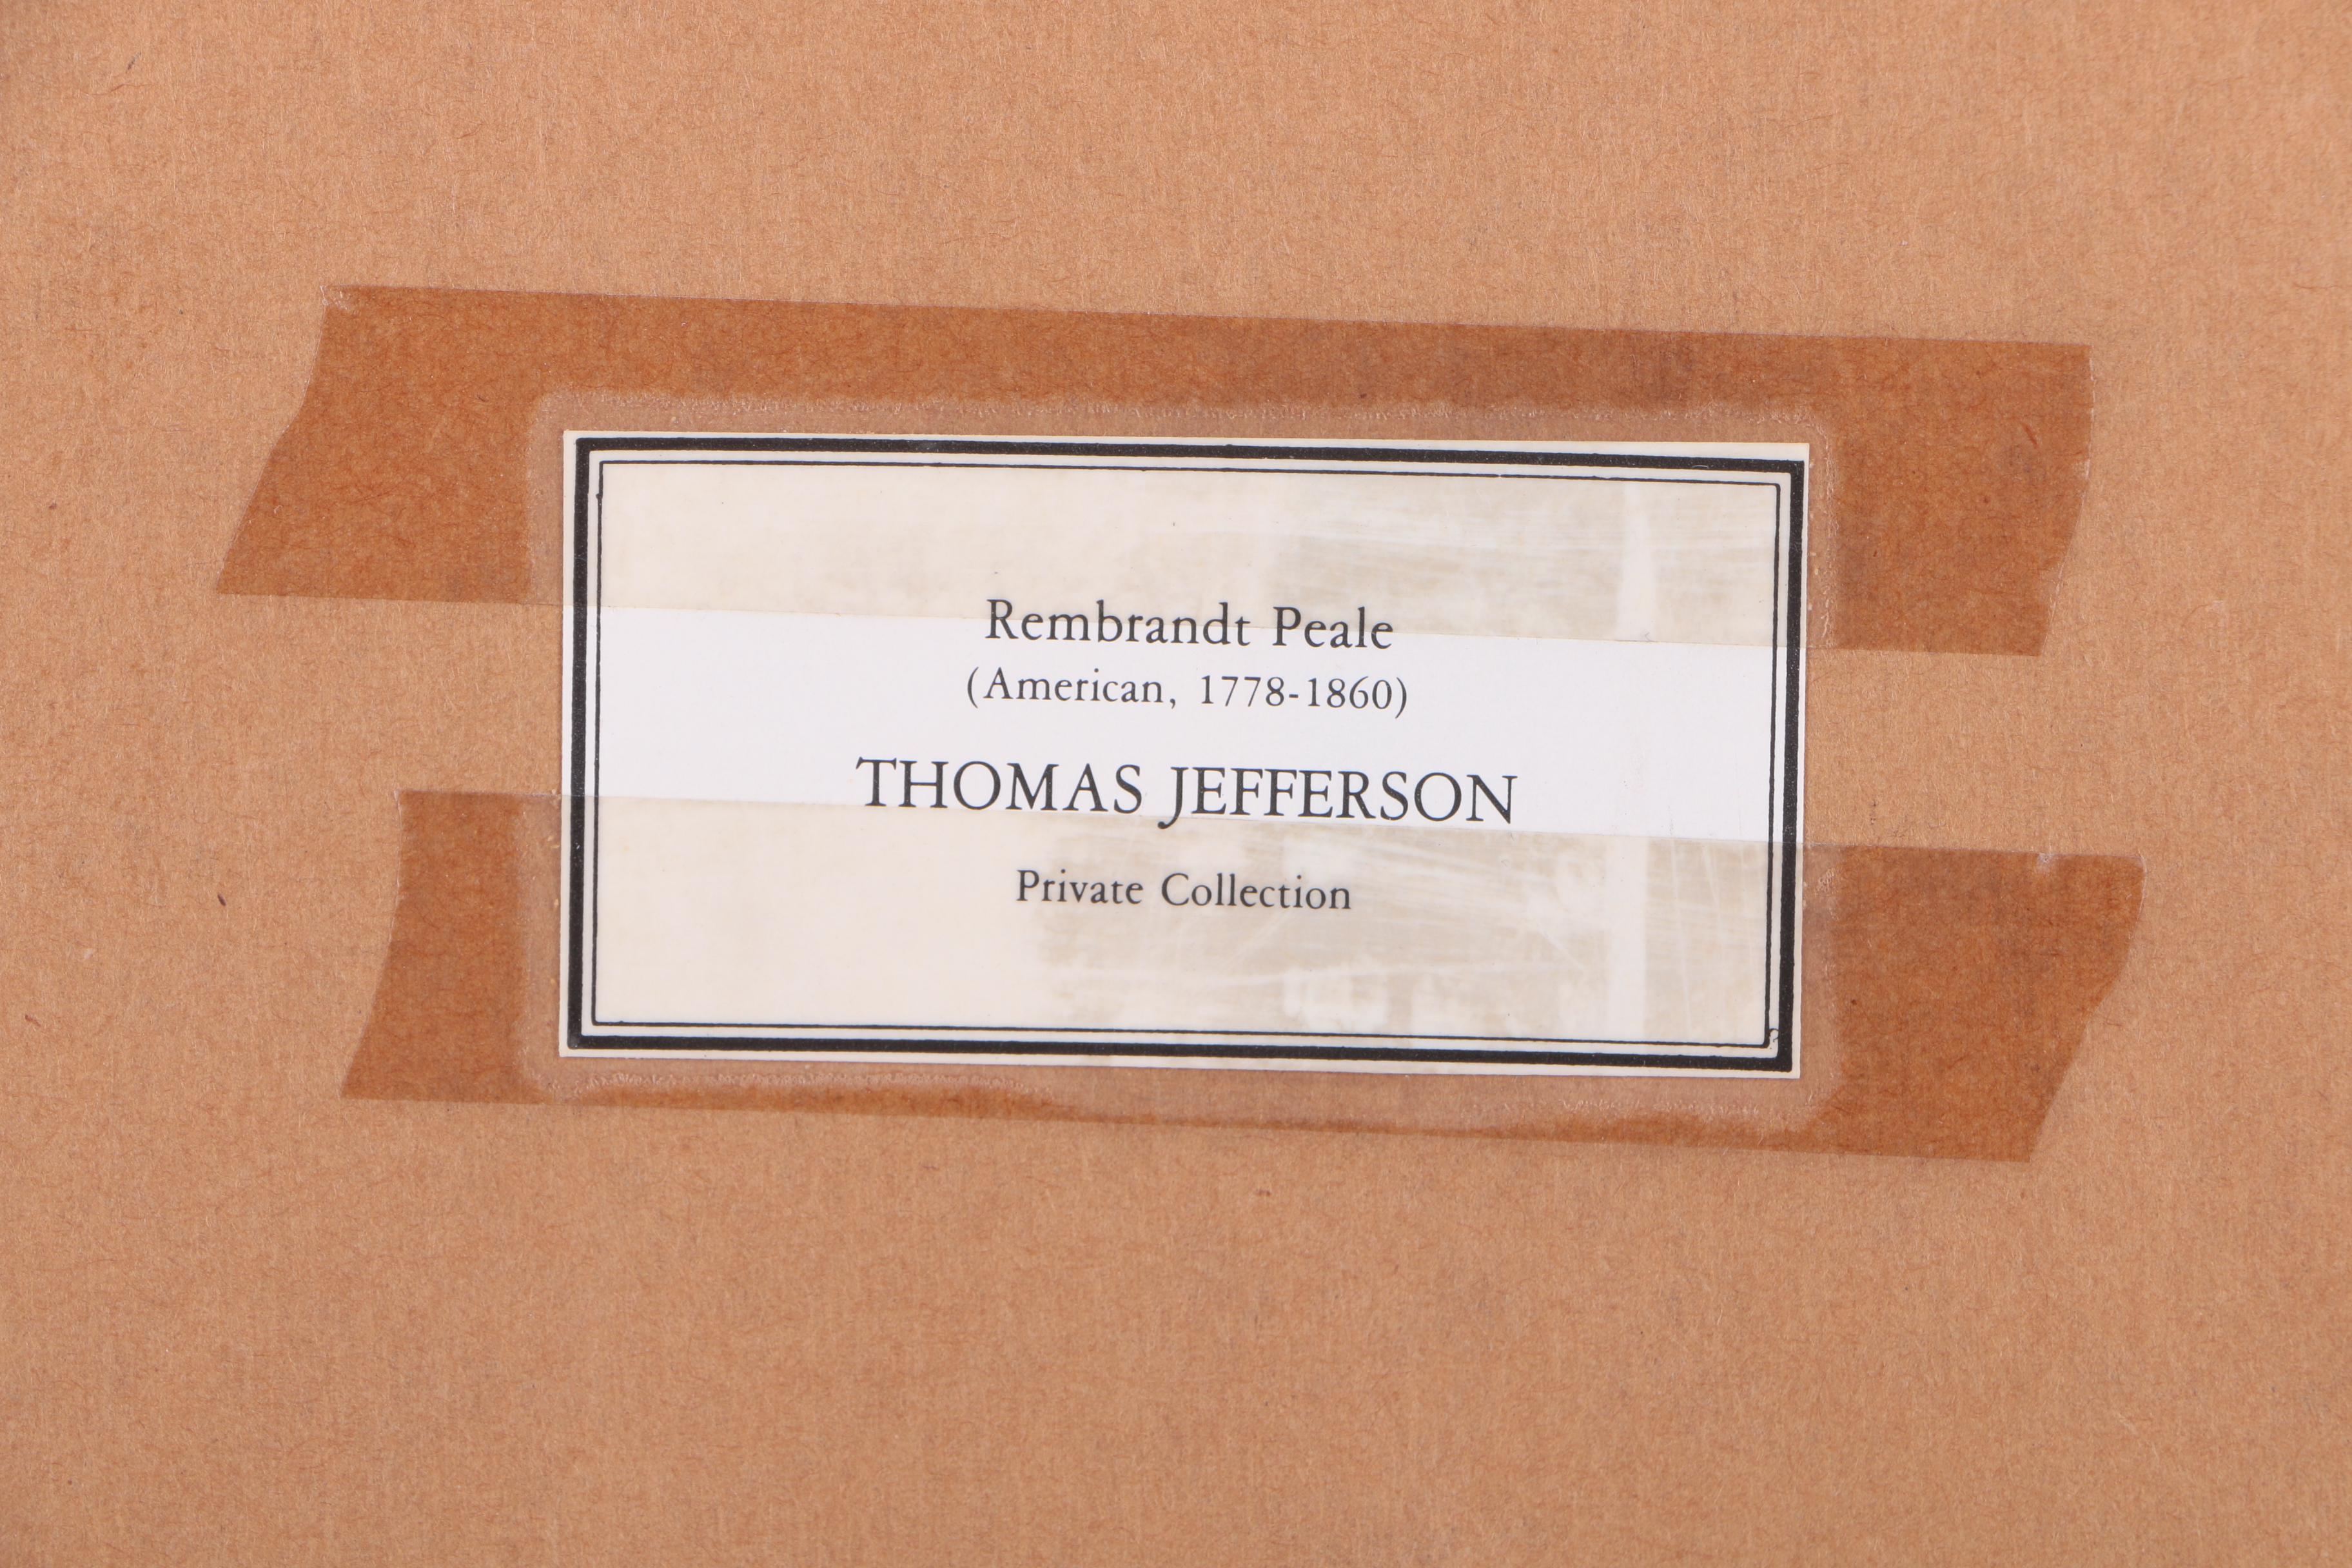 Rembrandt Peale
(American, 1778-1860)
THOMAS JEFFERSON
Private Collection